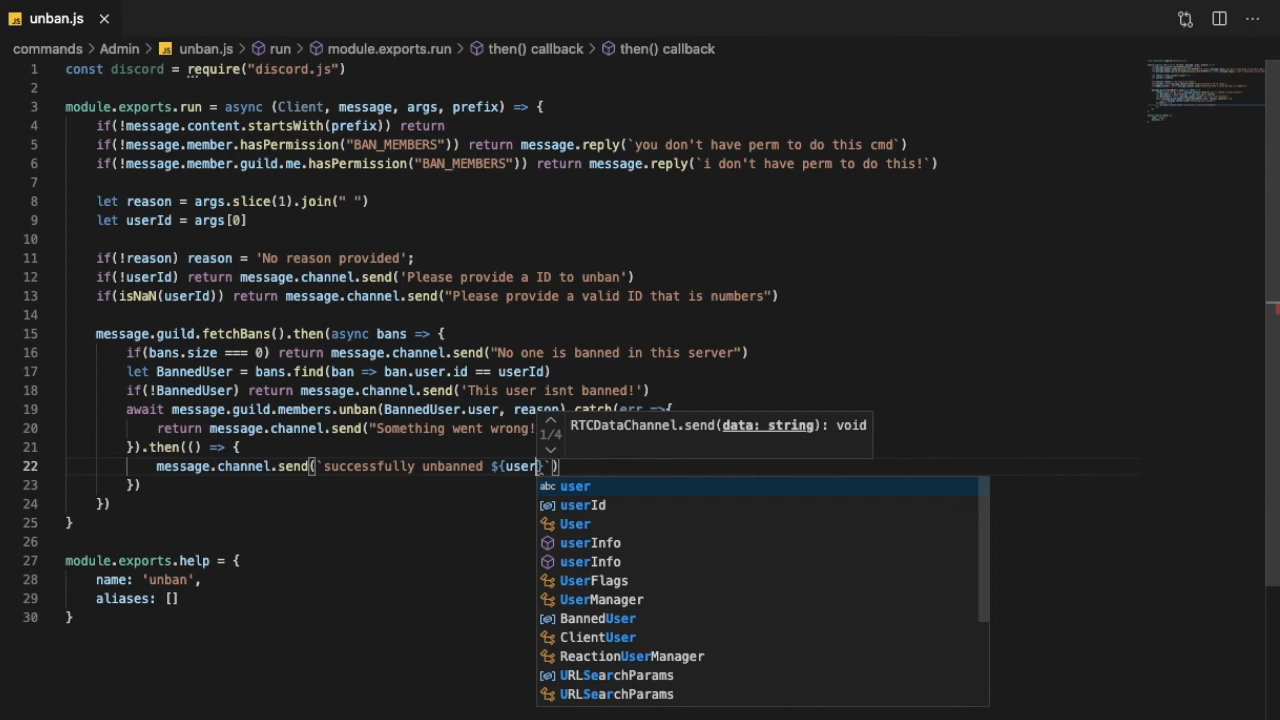 JS unban.js ×
commands > Admin > JS unban.js > run > module.exports.run > then() callback > then() callback
1 const discord = require("discord.js")
2
3 module.exports.run = async (Client, message, args, prefix) => {
4 if(!message.content.startsWith(prefix)) return
5 if(!message.member.hasPermission("BAN_MEMBERS")) return message.reply(`you don't have perm to do this cmd`)
6 if(!message.member.guild.me.hasPermission("BAN_MEMBERS")) return message.reply(`i don't have perm to do this!`)
7
8 let reason = args.slice(1).join(" ")
9 let userId = args[0]
10
11 if(!reason) reason = 'No reason provided';
12 if(!userId) return message.channel.send('Please provide a ID to unban')
13 if(isNaN(userId)) return message.channel.send("Please provide a valid ID that is numbers")
14
15 message.guild.fetchBans().then(async bans => {
16 if(bans.size === 0) return message.channel.send("No one is banned in this server")
17 let BannedUser = bans.find(ban => ban.user.id == userId)
18 if(!BannedUser) return message.channel.send('This user isnt banned!')
19 await message.guild.members.unban(BannedUser.user, reason).catch(err =>{
20 return message.channel.send("Something went wrong!
21 }).then(() => {
22 message.channel.send(`successfully unbanned ${user}`)
23 })
24 })
25 }
26
27 module.exports.help = {
28 name: 'unban',
29 aliases: []
30 }
1/4 RTCDataChannel.send(data: string): void
abc user
userId
User
userInfo
userInfo
UserFlags
UserManager
BannedUser
ClientUser
ReactionUserManager
URLSearchParams
URLSearchParams